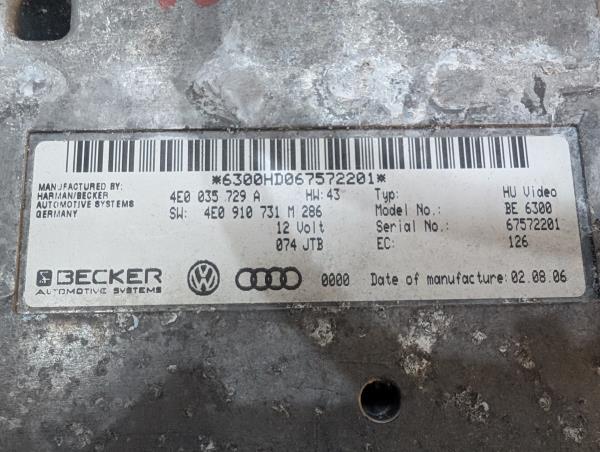 *6300HD067572201*
MANUFACTURED BY:
HARMAN/BECKER
AUTOMOTIVE SYSTEMS
GERMANY
4E0 035 729 A HW: 43 Typ: HU Video
SW: 4E0 910 731 M 286 Model No.: BE 6300
12 Volt Serial No.: 67572201
074 JTB EC: 126
BECKER
AUTOMOTIVE SYSTEMS
0000 Date of manufacture: 02.08.06